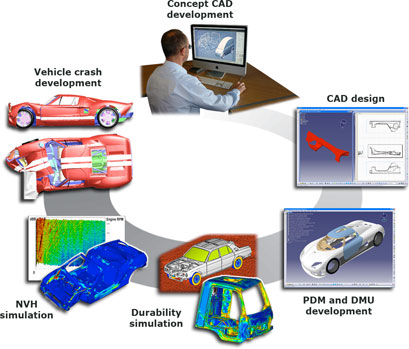 Concept CAD
development
Vehicle crash
development
CAD design
NVH
simulation
Durability
simulation
PDM and DMU
development